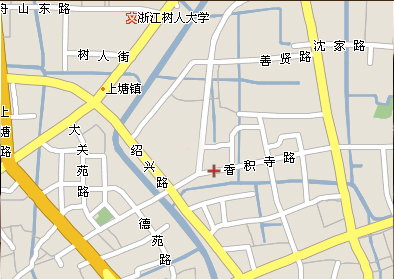 舟山东路
浙江树人大学
沈家路
树人街
善贤路
上塘镇
上塘路
大关苑路
绍兴路
香积寺路
德苑路